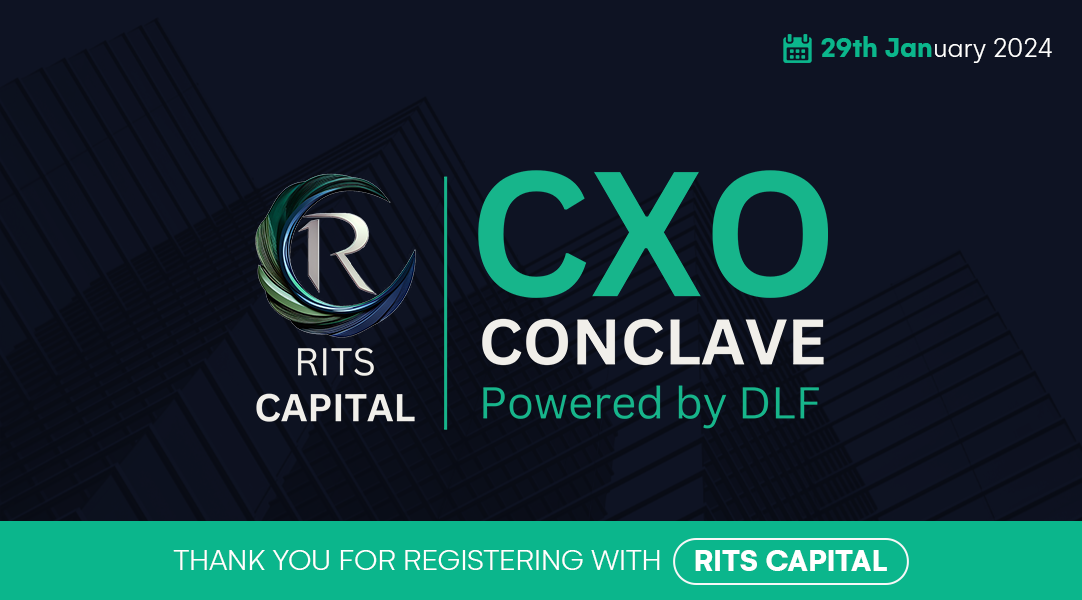 29th January 2024
R
RITS
CAPITAL
CXO
CONCLAVE
Powered by DLF
THANK YOU FOR REGISTERING WITH RITS CAPITAL